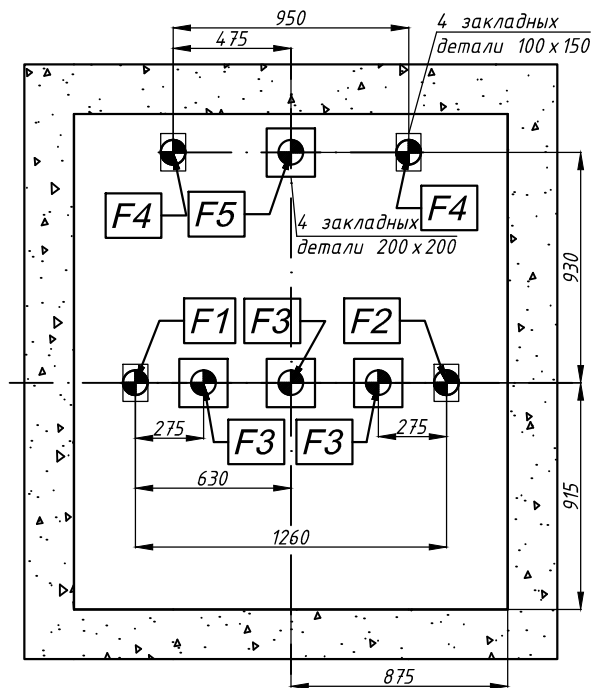 950
4 закладных
475
детали 100 x 150
F4
F5
F4
4 закладных
детали 200 x 200
930
F1
F3
F2
275
F3
F3
275
630
915
1260
875